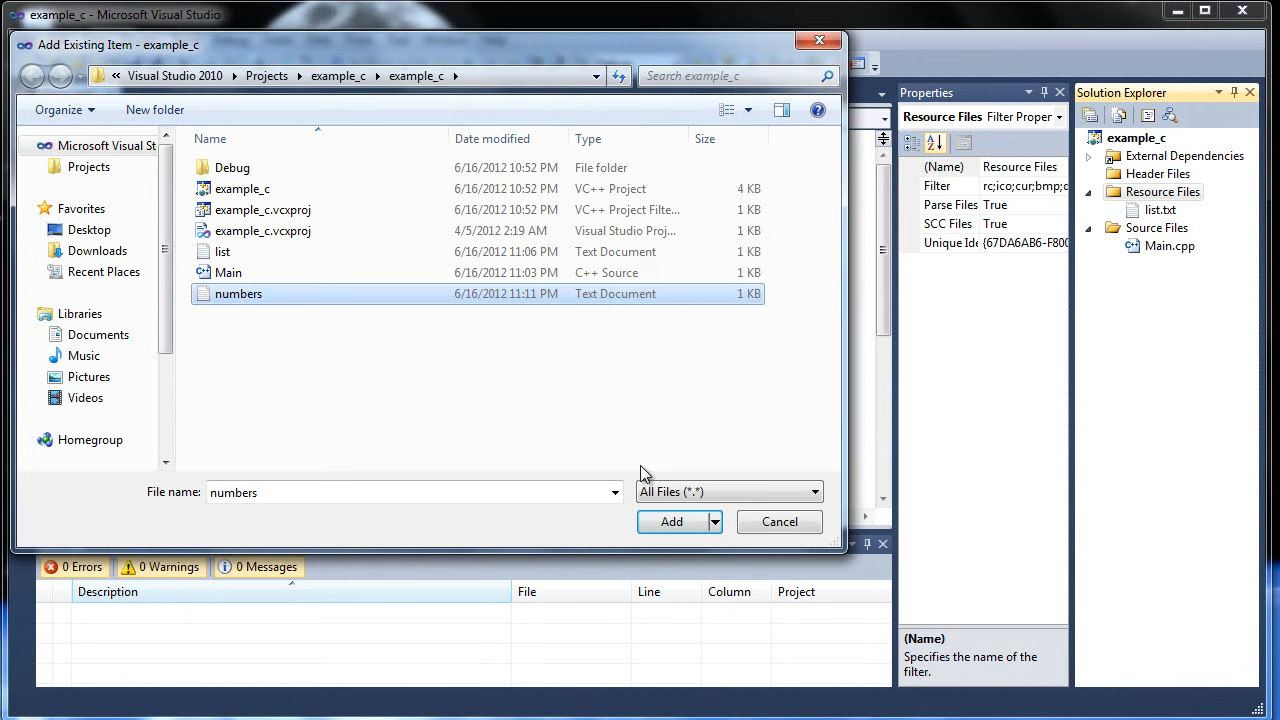 example_c - Microsoft Visual Studio
Add Existing Item - example_c
« Visual Studio 2010 Projects example_c example_c
Search example_c
Organize
New folder
Microsoft Visual St
Projects
Favorites
Desktop
Downloads
Recent Places
Libraries
Documents
Music
Pictures
Videos
Homegroup
Name Date modified Type Size
Debug 6/16/2012 10:52 PM File folder
example_c 6/16/2012 10:52 PM VC++ Project 4 KB
example_c.vcxproj 6/16/2012 10:52 PM VC++ Project Filte... 1 KB
example_c.vcxproj 4/5/2012 2:19 AM Visual Studio Proj... 1 KB
list 6/16/2012 11:06 PM Text Document 1 KB
Main 6/16/2012 11:03 PM C++ Source 1 KB
numbers 6/16/2012 11:11 PM Text Document 1 KB
File name: numbers
All Files (*.*)
Add
Cancel
0 Errors 0 Warnings 0 Messages
Description File Line Column Project
Properties
Resource Files Filter Proper
(Name) Resource Files
Filter rc;ico;cur;bmp;
Parse Files True
SCC Files True
Unique Ide {67DA6AB6-F800
(Name)
Specifies the name of the
filter.
Solution Explorer
example_c
External Dependencies
Header Files
Resource Files
list.txt
Source Files
Main.cpp